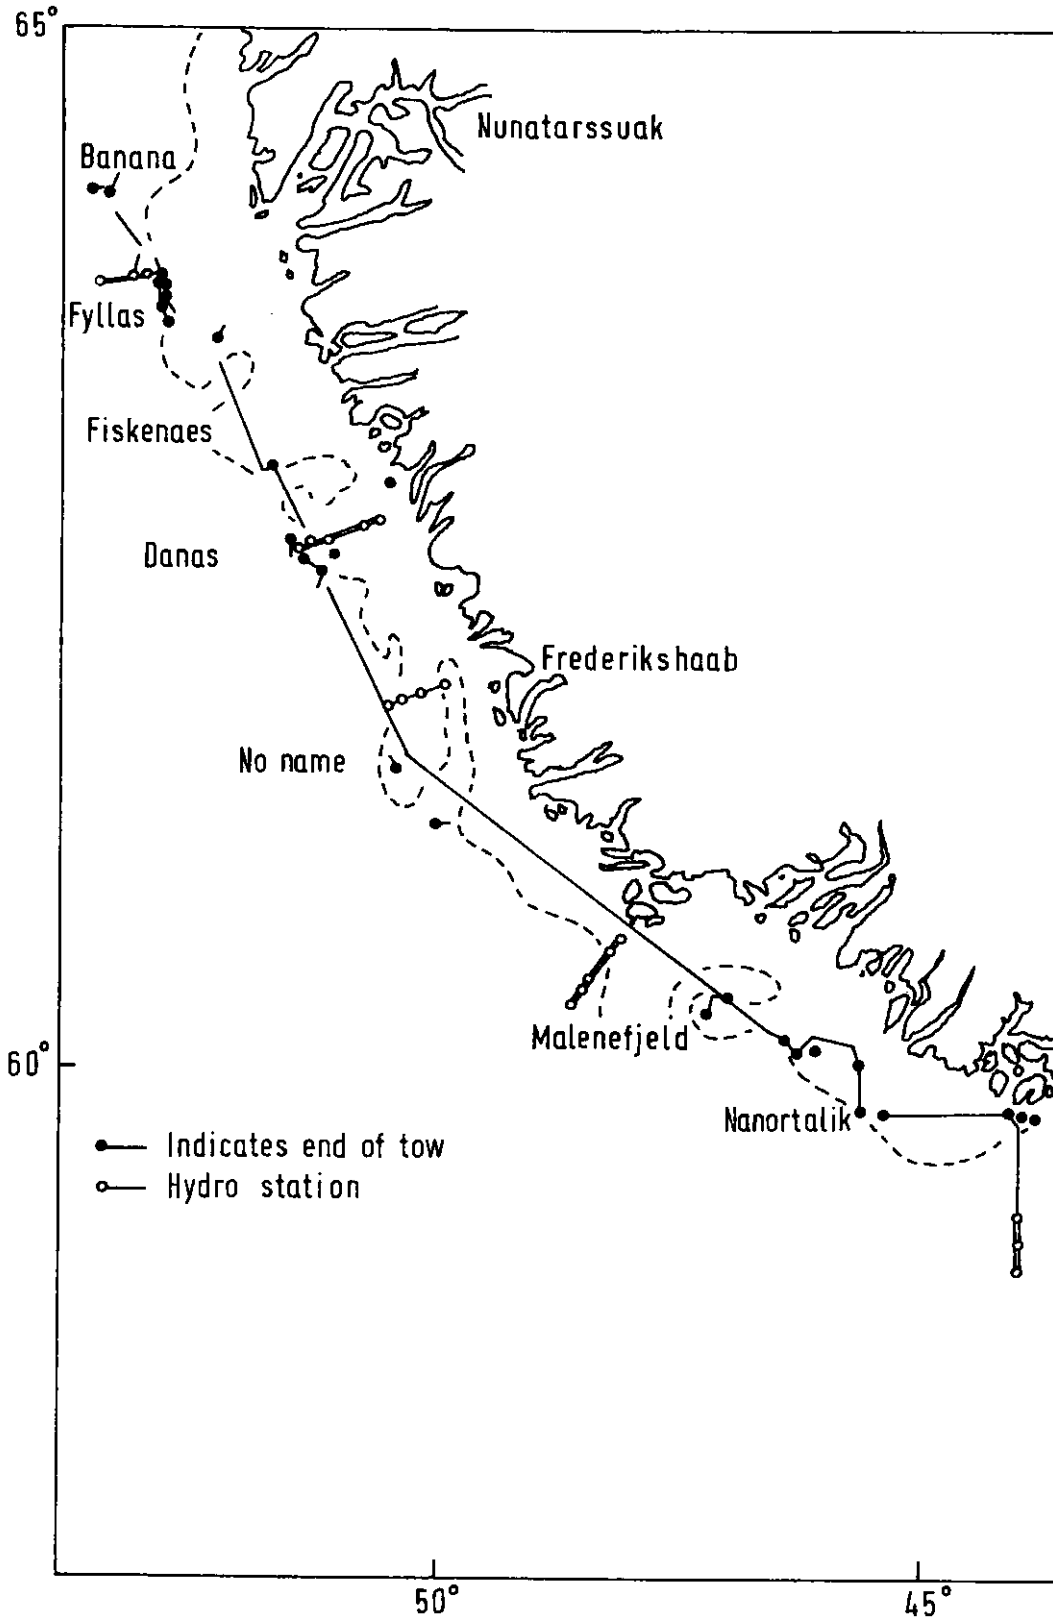 65°
Nunatarssuak
Banana
Fyllas
Fiskenaes
Danas
Frederikshaab
No name
Malenefjeld
60°
Nanortalik
Indicates end of tow
Hydro station
50°
45°